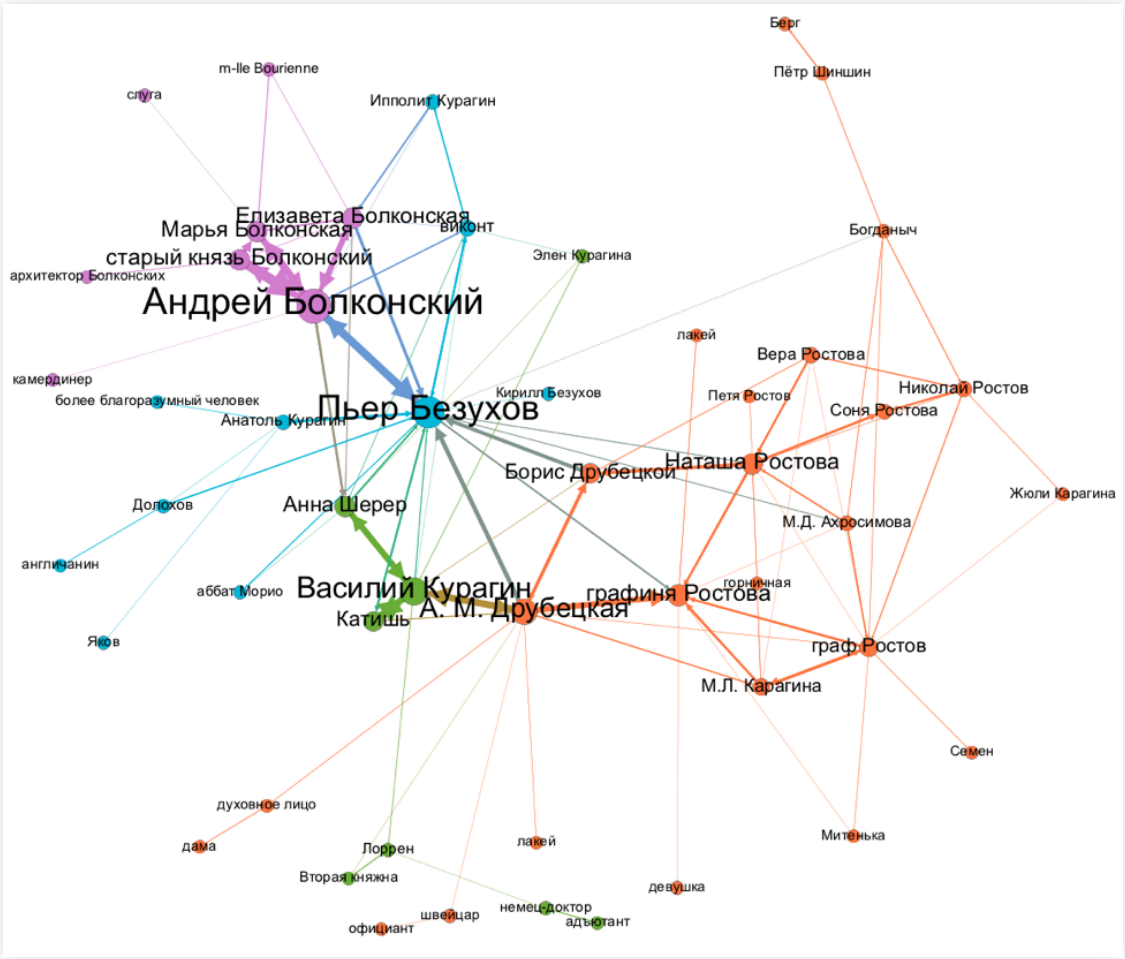 Берг
Пётр Шиншин
m-lle Bourienne
слуга
Ипполит Курагин
Елизавета Болконская
виконт
Марья Болконская
Богданыч
старый князь Болконский
Элен Курагина
архитектор Болконских
Андрей Болконский
лакей
Вера Ростова
камердинер
Николай Ростов
более благоразумный человек
Кирилл Безухов
Петя Ростов
Пьер Безухов
Соня Ростова
Анатоль Курагин
Борис Друбецкой
Наташа Ростова
Жюли Карагина
Долохов
Анна Шерер
М.Д. Ахросимова
англичанин
аббат Морио
Василий Курагин
горничная
графиня Ростова
А. М. Друбецкая
Катишь
Яков
граф Ростов
М.Л. Карагина
Семен
духовное лицо
Митенька
дама
Лоррен
лакей
Вторая княжна
девушка
немец-доктор
швейцар
адъютант
официант